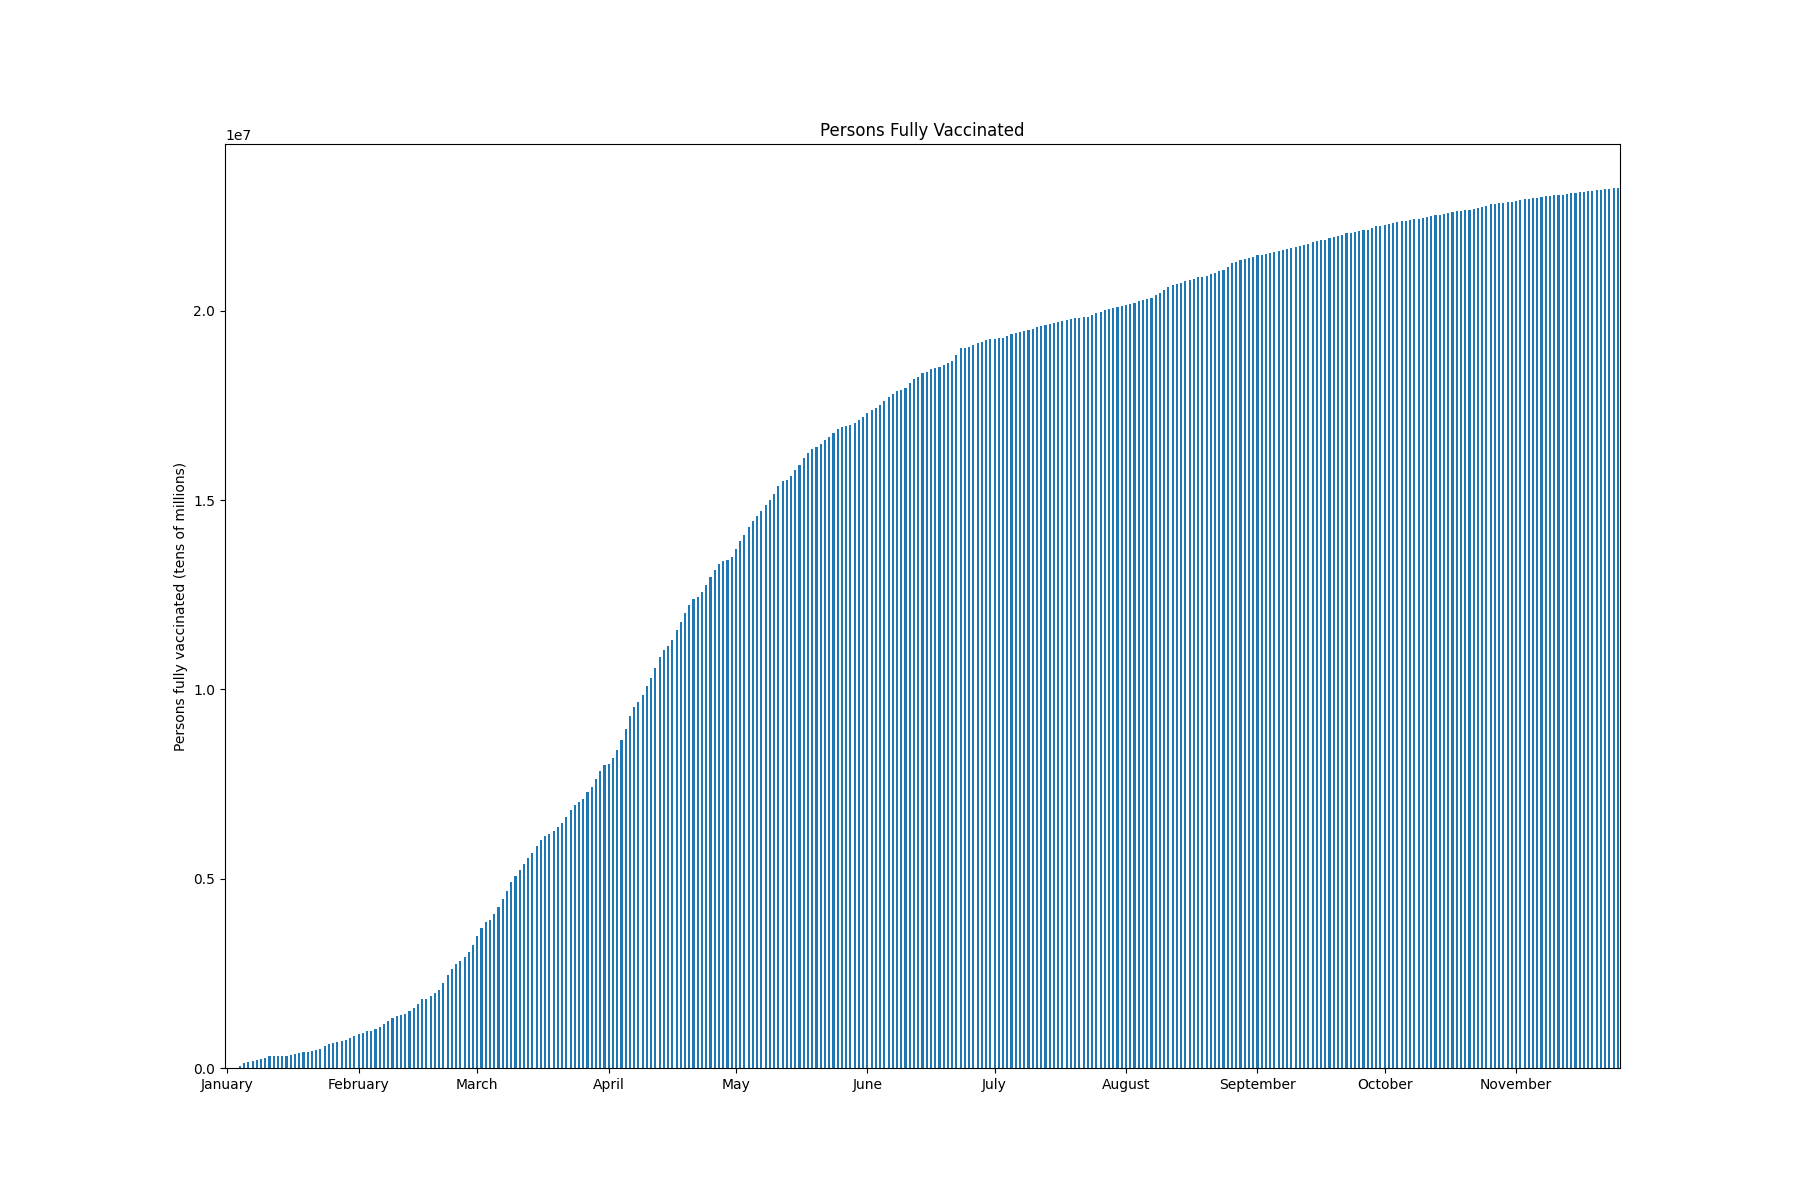 Persons Fully Vaccinated
1e7
Persons fully vaccinated (tens of millions)
2.0
1.5
1.0
0.5
0.0
January February March April May June July August September October November